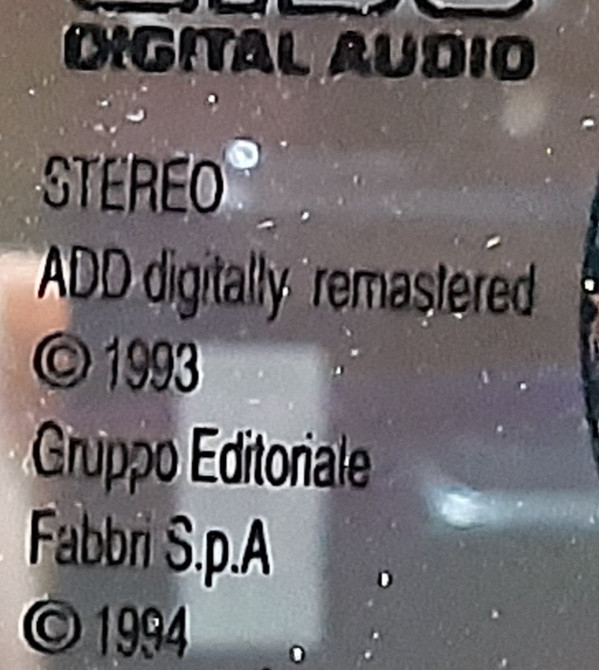 DIGITAL AUDIO
STEREO
ADD digitally remastered
© 1993
Gruppo Editoriale
Fabbri S.p.A
© 1994